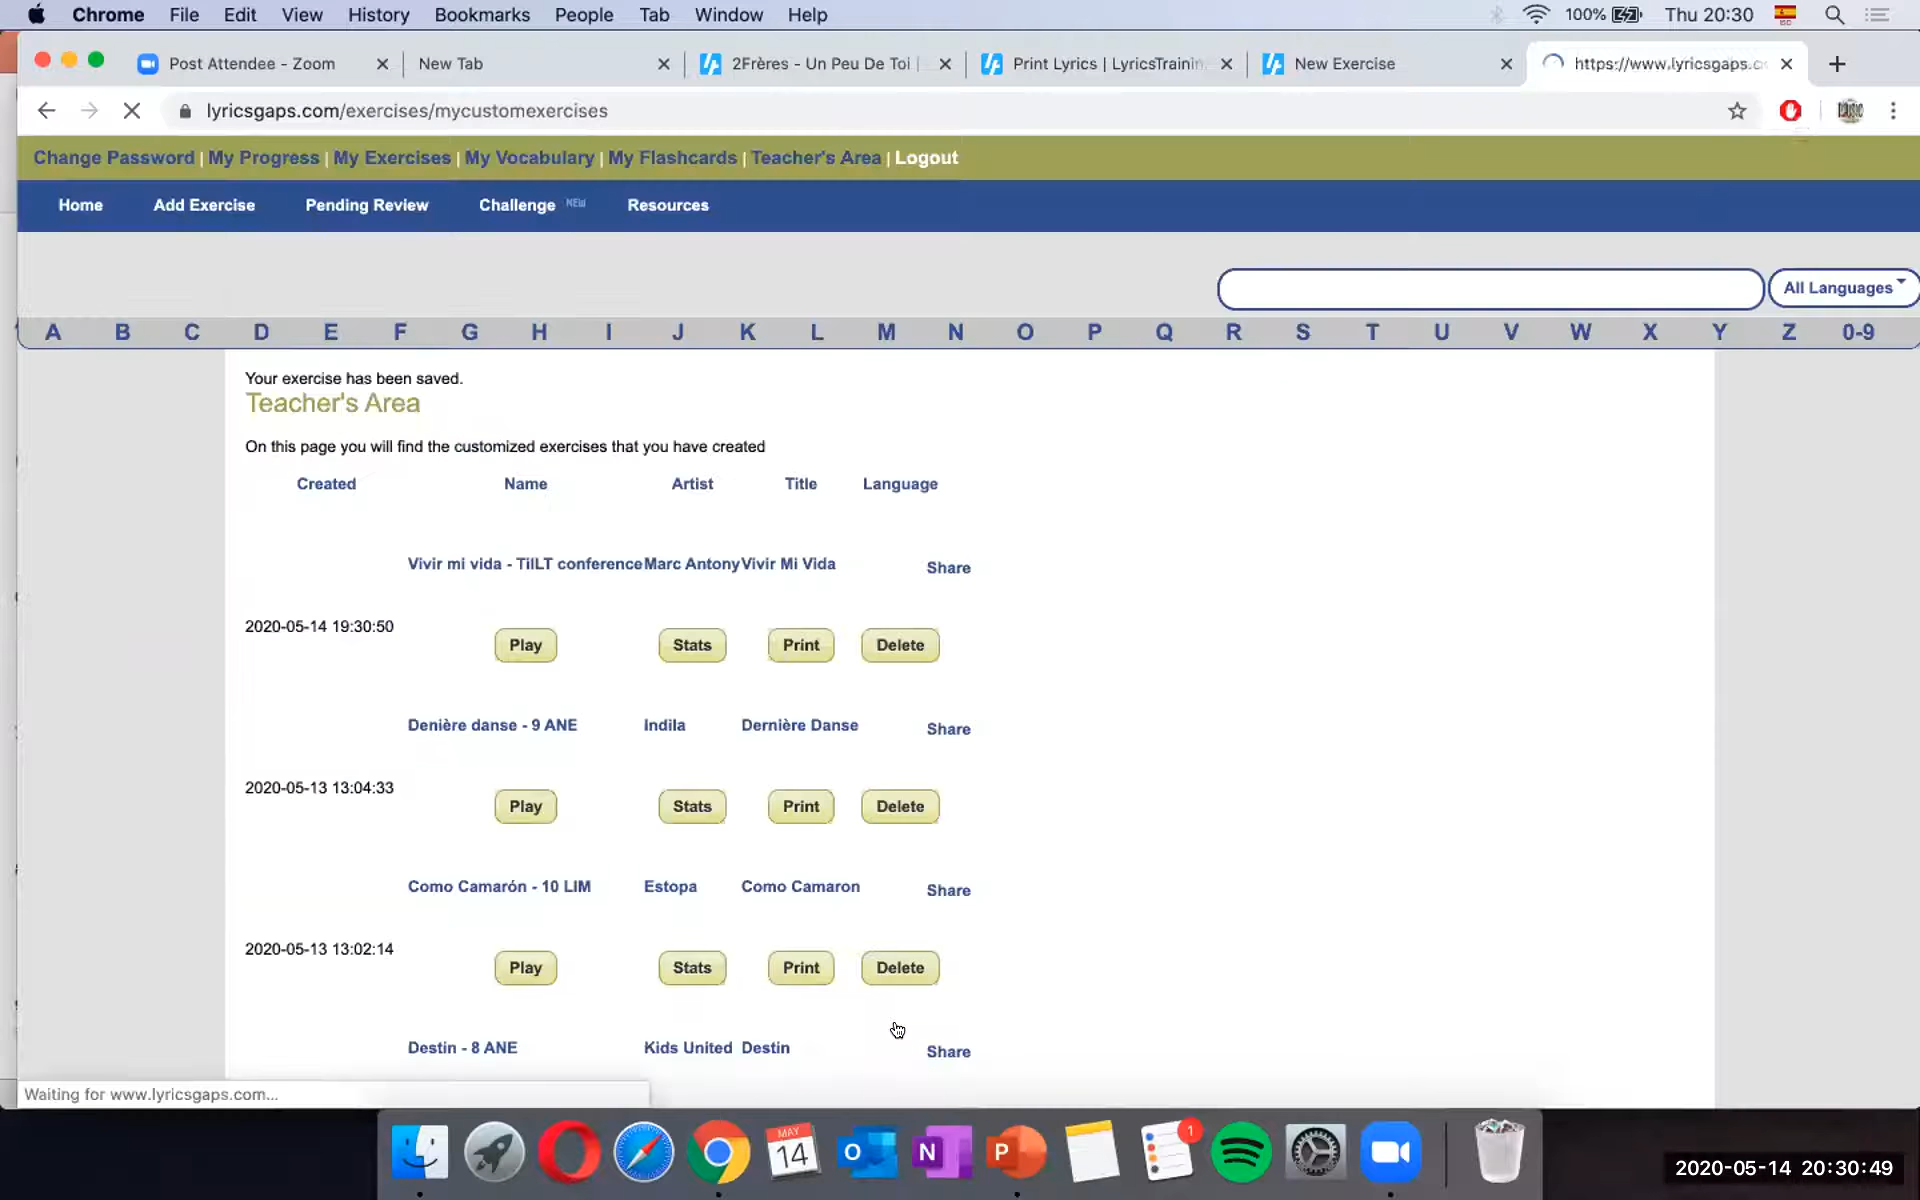 Chrome File Edit View History Bookmarks People Tab Window Help 100% Thu 20:30
Post Attendee - Zoom New Tab 2Frères - Un Peu De Toi | Print Lyrics | LyricsTrainin New Exercise https://www.lyricsgaps.c
lyricsgaps.com/exercises/mycustomexercises
Change Password | My Progress | My Exercises | My Vocabulary | My Flashcards | Teacher's Area | Logout
Home Add Exercise Pending Review Challenge NEW Resources
All Languages
A B C D E F G H I J K L M N O P Q R S T U V W X Y Z 0-9
Your exercise has been saved.
Teacher's Area
On this page you will find the customized exercises that you have created
Created Name Artist Title Language
Vivir mi vida - TiILT conference Marc Antony Vivir Mi Vida Share
2020-05-14 19:30:50
Play Stats Print Delete
Denière danse - 9 ANE Indila Dernière Danse Share
2020-05-13 13:04:33
Play Stats Print Delete
Como Camarón - 10 LIM Estopa Como Camaron Share
2020-05-13 13:02:14
Play Stats Print Delete
Destin - 8 ANE Kids United Destin Share
Waiting for www.lyricsgaps.com...
MAY
14
1
2020-05-14 20:30:49